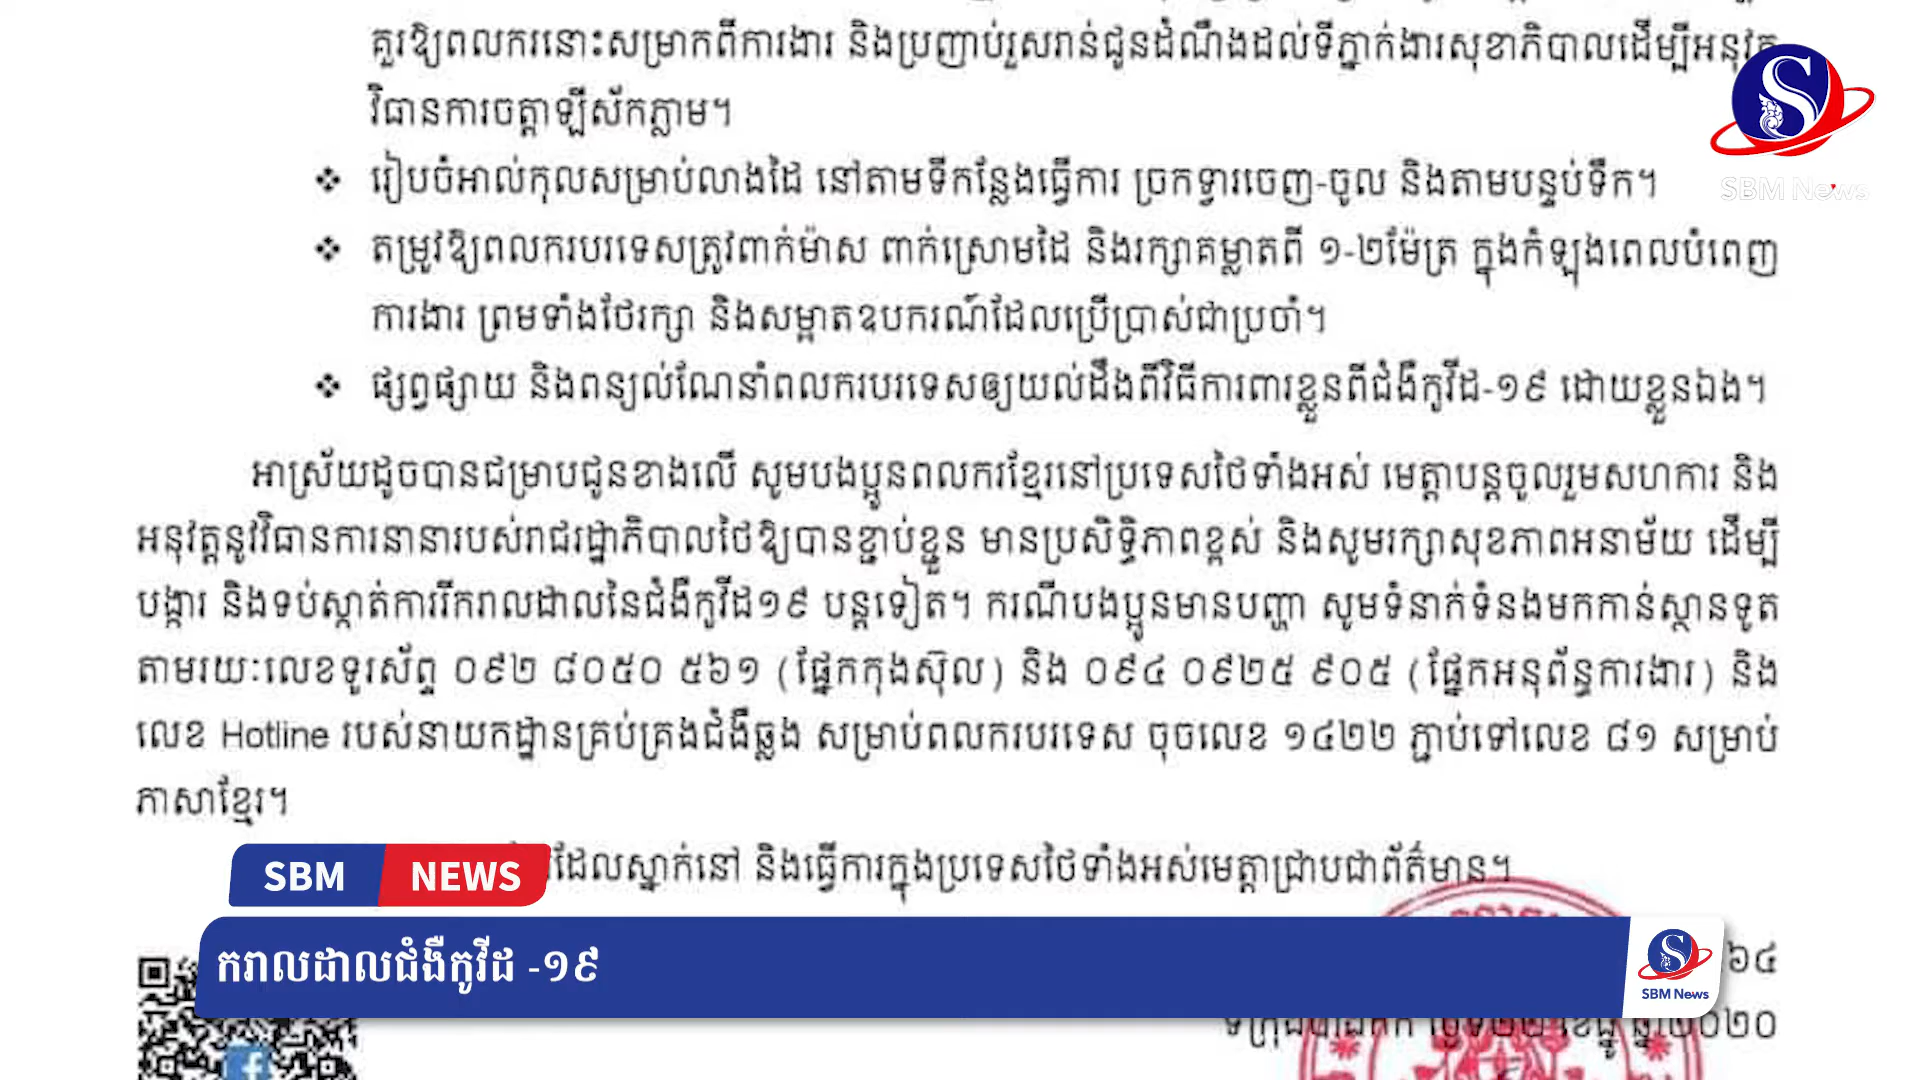 គួរឱ្យពលករនោះសម្រាកពីការងារ និងប្រញាប់រួសរាន់ជូនដំណឹងដល់ទីភ្នាក់ងារសុខាភិបាលដើម្បីអនុវត្ត
វិធានការចត្តាឡីស័កភ្លាម។
❖ រៀបចំអាល់កុលសម្រាប់លាងដៃ នៅតាមទីកន្លែងធ្វើការ ច្រកទ្វារចេញ-ចូល និងតាមបន្ទប់ទឹក។
❖ តម្រូវឱ្យពលករបរទេសត្រូវពាក់ម៉ាស ពាក់ស្រោមដៃ និងរក្សាគម្លាតពី ១-២ម៉ែត្រ ក្នុងកំឡុងពេលបំពេញ
ការងារ ព្រមទាំងថែរក្សា និងសម្អាតឧបករណ៍ដែលប្រើប្រាស់ជាប្រចាំ។
❖ ផ្សព្វផ្សាយ និងពន្យល់ណែនាំពលករបរទេសឲ្យយល់ដឹងពីវិធីការពារខ្លួនពីជំងឺកូវីដ-១៩ ដោយខ្លួនឯង។
អាស្រ័យដូចបានជម្រាបជូនខាងលើ សូមបងប្អូនពលករខ្មែរនៅប្រទេសថៃទាំងអស់ មេត្តាបន្តចូលរួមសហការ និង
អនុវត្តនូវវិធានការនានារបស់រាជរដ្ឋាភិបាលថៃឱ្យបានខ្ជាប់ខ្ជួន មានប្រសិទ្ធិភាពខ្ពស់ និងសូមរក្សាសុខភាពអនាម័យ ដើម្បី
បង្ការ និងទប់ស្កាត់ការរីករាលដាលនៃជំងឺកូវីដ១៩ បន្តទៀត។ ករណីបងប្អូនមានបញ្ហា សូមទំនាក់ទំនងមកកាន់ស្ថានទូត
តាមរយៈលេខទូរស័ព្ទ ០៩២ ៨០៥០ ៥៦១ (ផ្នែកកុងស៊ុល) និង ០៩៤ ០៩២៥ ៩០៥ (ផ្នែកអនុព័ន្ធការងារ) និង
លេខ Hotline របស់នាយកដ្ឋានគ្រប់គ្រងជំងឺឆ្លង សម្រាប់ពលករបរទេស ចុចលេខ ១៤២២ ភ្ជាប់ទៅលេខ ៨១ សម្រាប់
ភាសាខ្មែរ។
ដែលស្នាក់នៅ និងធ្វើការក្នុងប្រទេសថៃទាំងអស់មេត្តាជ្រាបជាព័ត៌មាន។
SBM NEWS
ករាលដាលជំងឺកូវីដ -១៩
SBM News
SBM News
៦៤
២០២០